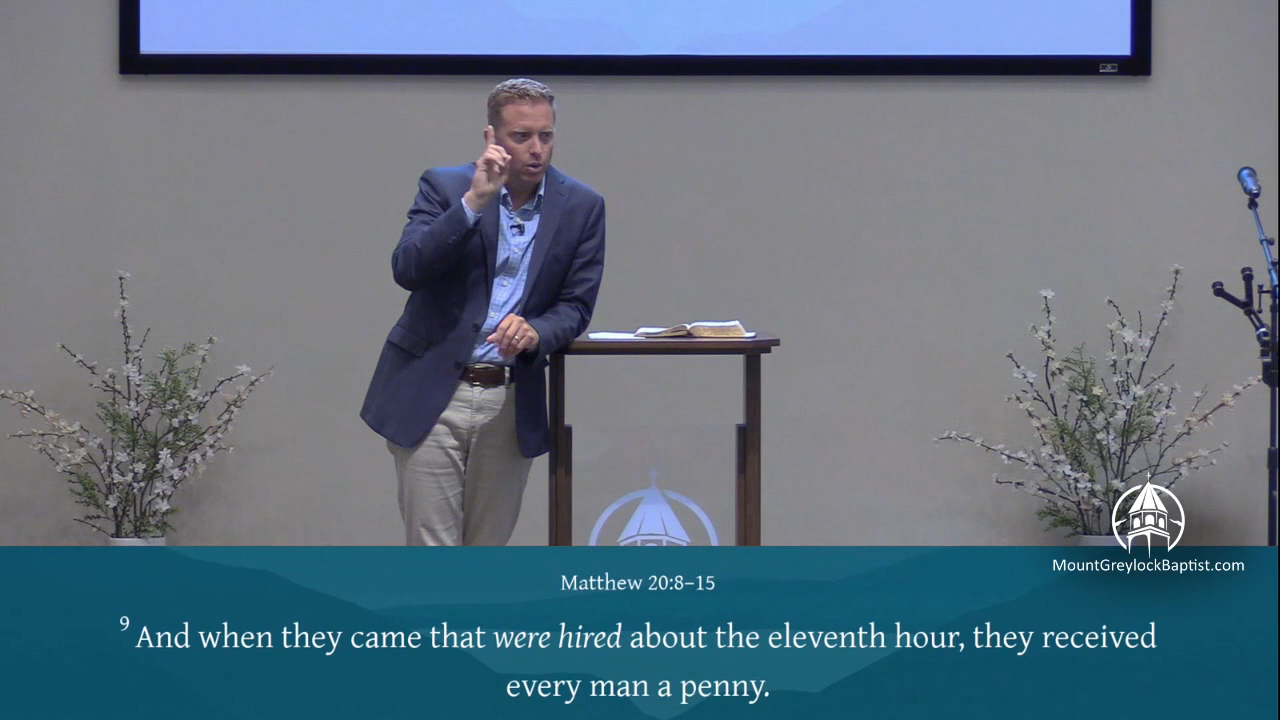 MountGreylockBaptist.com
Matthew 20:8–15
9 And when they came that were hired about the eleventh hour, they received
every man a penny.